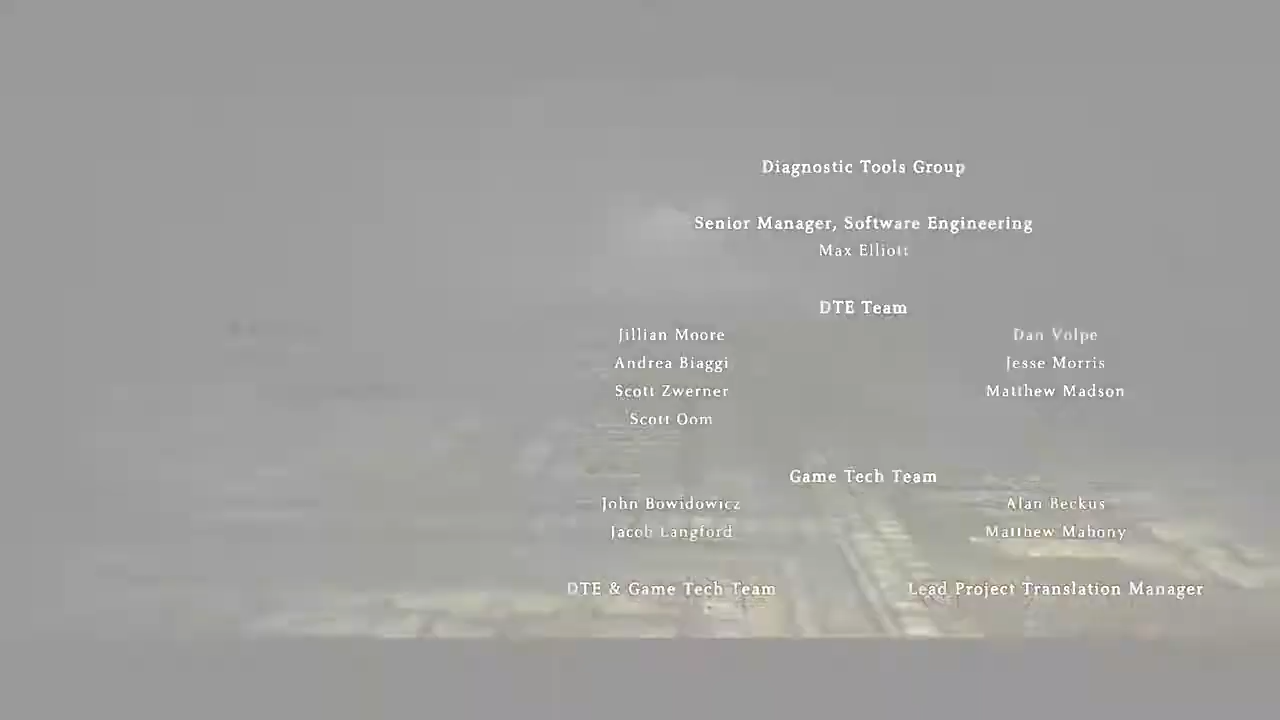 Diagnostic Tools Group
Senior Manager, Software Engineering
Max Elliott
DTE Team
Jillian Moore
Dan Volpe
Andrea Biaggi
Jesse Morris
Scott Zwerner
Matthew Madson
Scott Oom
Game Tech Team
John Bowidowicz
Alan Beckus
Jacob Langford
Matthew Mahony
DTE & Game Tech Team
Lead Project Translation Manager